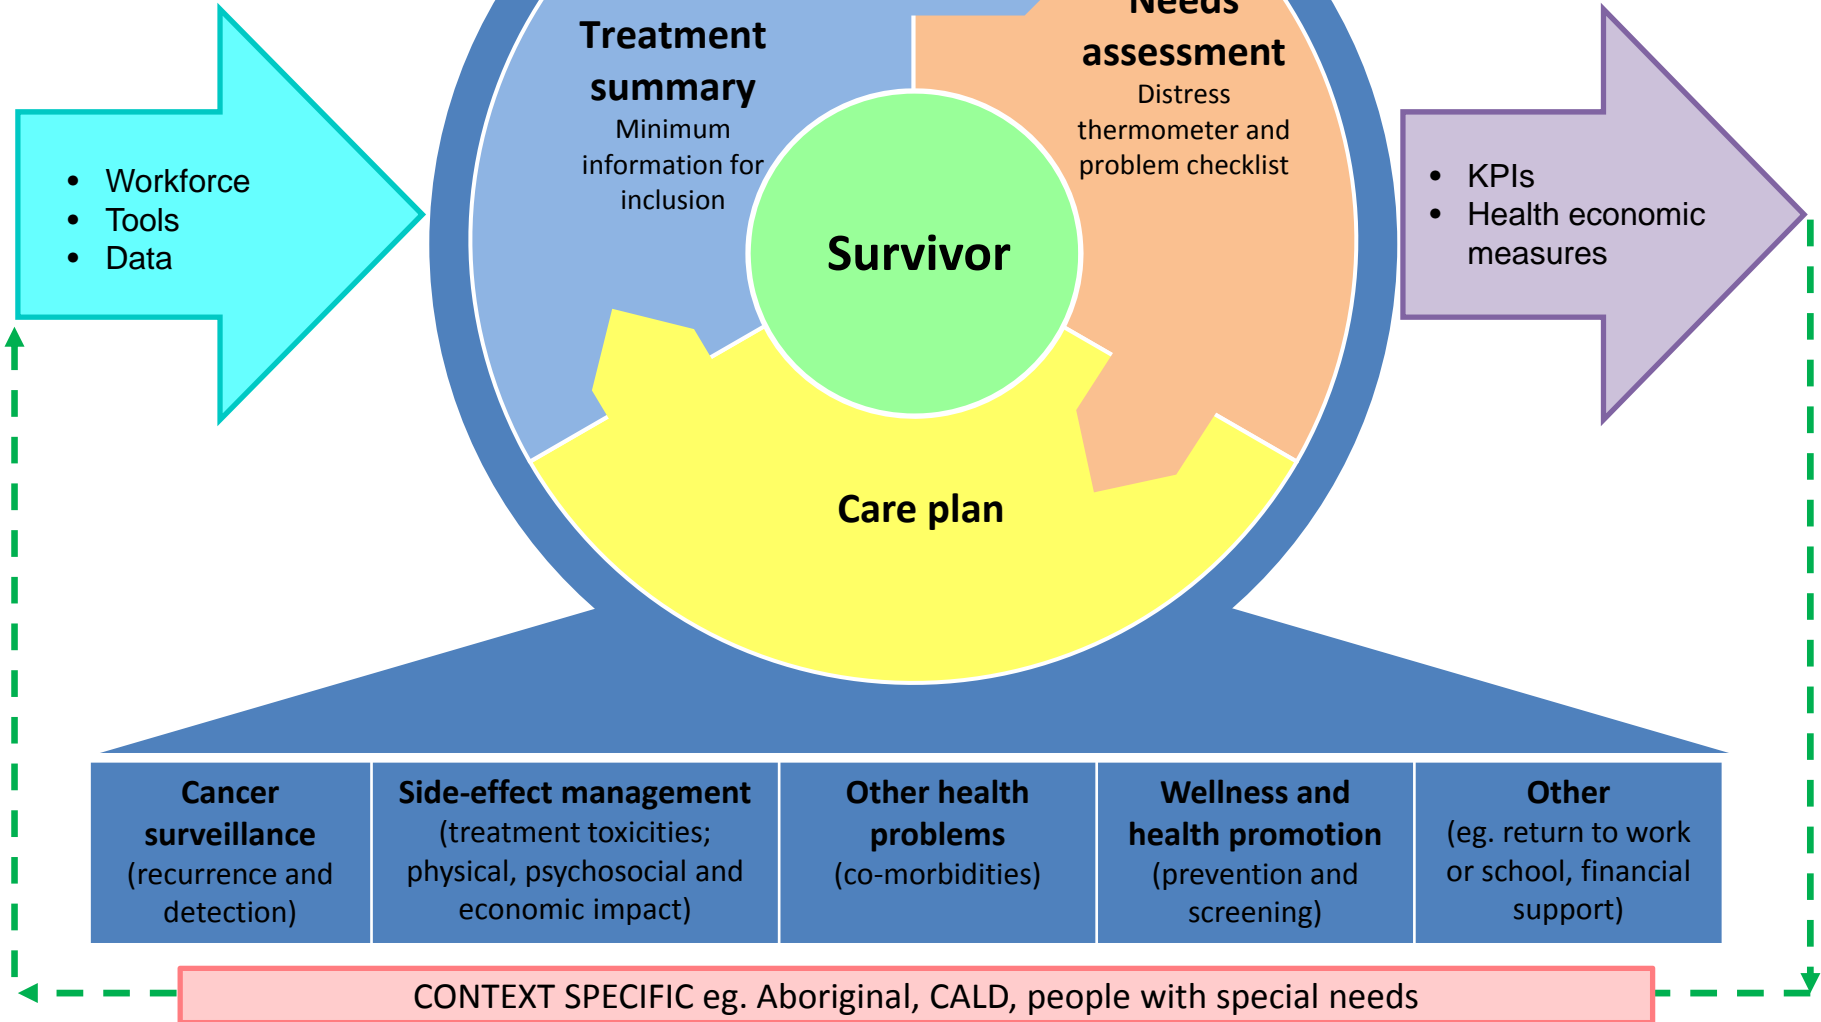 Treatment
summary
Minimum
information for
inclusion
Needs
assessment
Distress
thermometer and
problem checklist
• Workforce
• Tools
• Data
Survivor
• KPIs
• Health economic
measures
Care plan
Cancer
surveillance
(recurrence and
detection)
Side-effect management
(treatment toxicities;
physical, psychosocial and
economic impact)
Other health
problems
(co-morbidities)
Wellness and
health promotion
(prevention and
screening)
Other
(eg. return to work
or school, financial
support)
CONTEXT SPECIFIC eg. Aboriginal, CALD, people with special needs